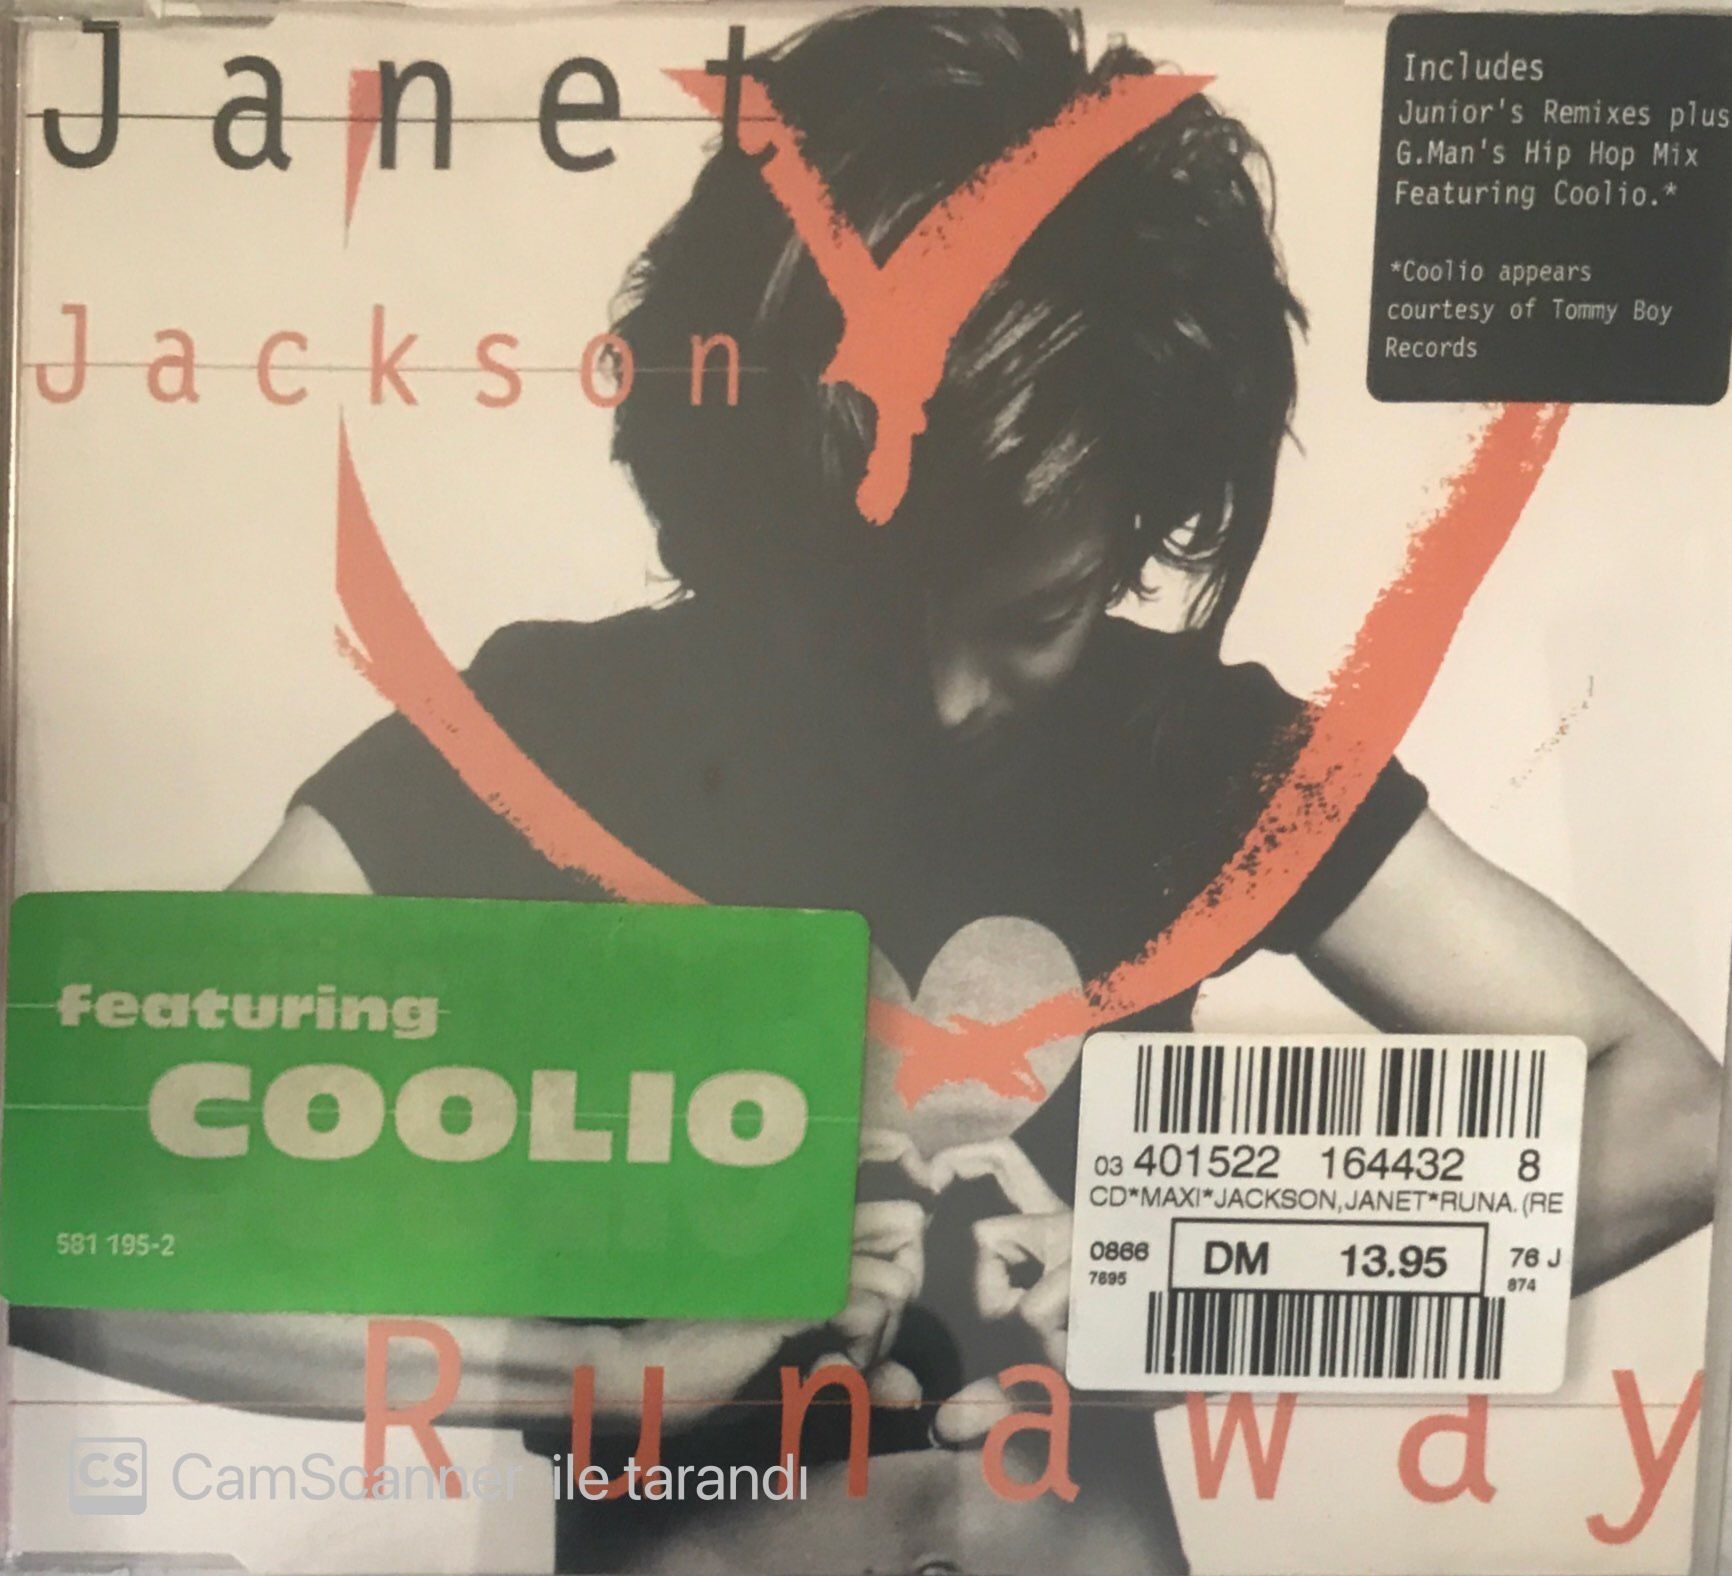 Janet
Jackson
Includes
Junior's Remixes plus
G.Man's Hip Hop Mix
Featuring Coolio.*
*Coolio appears
courtesy of Tommy Boy
Records
featuring
COOLIO
581 195-2
03 401522 164432 8
CD*MAXI*JACKSON,JANET*RUNA.(RE
0866 DM 13.95 76 J
7695 874
Runaway
CS CamScanner ile tarandı